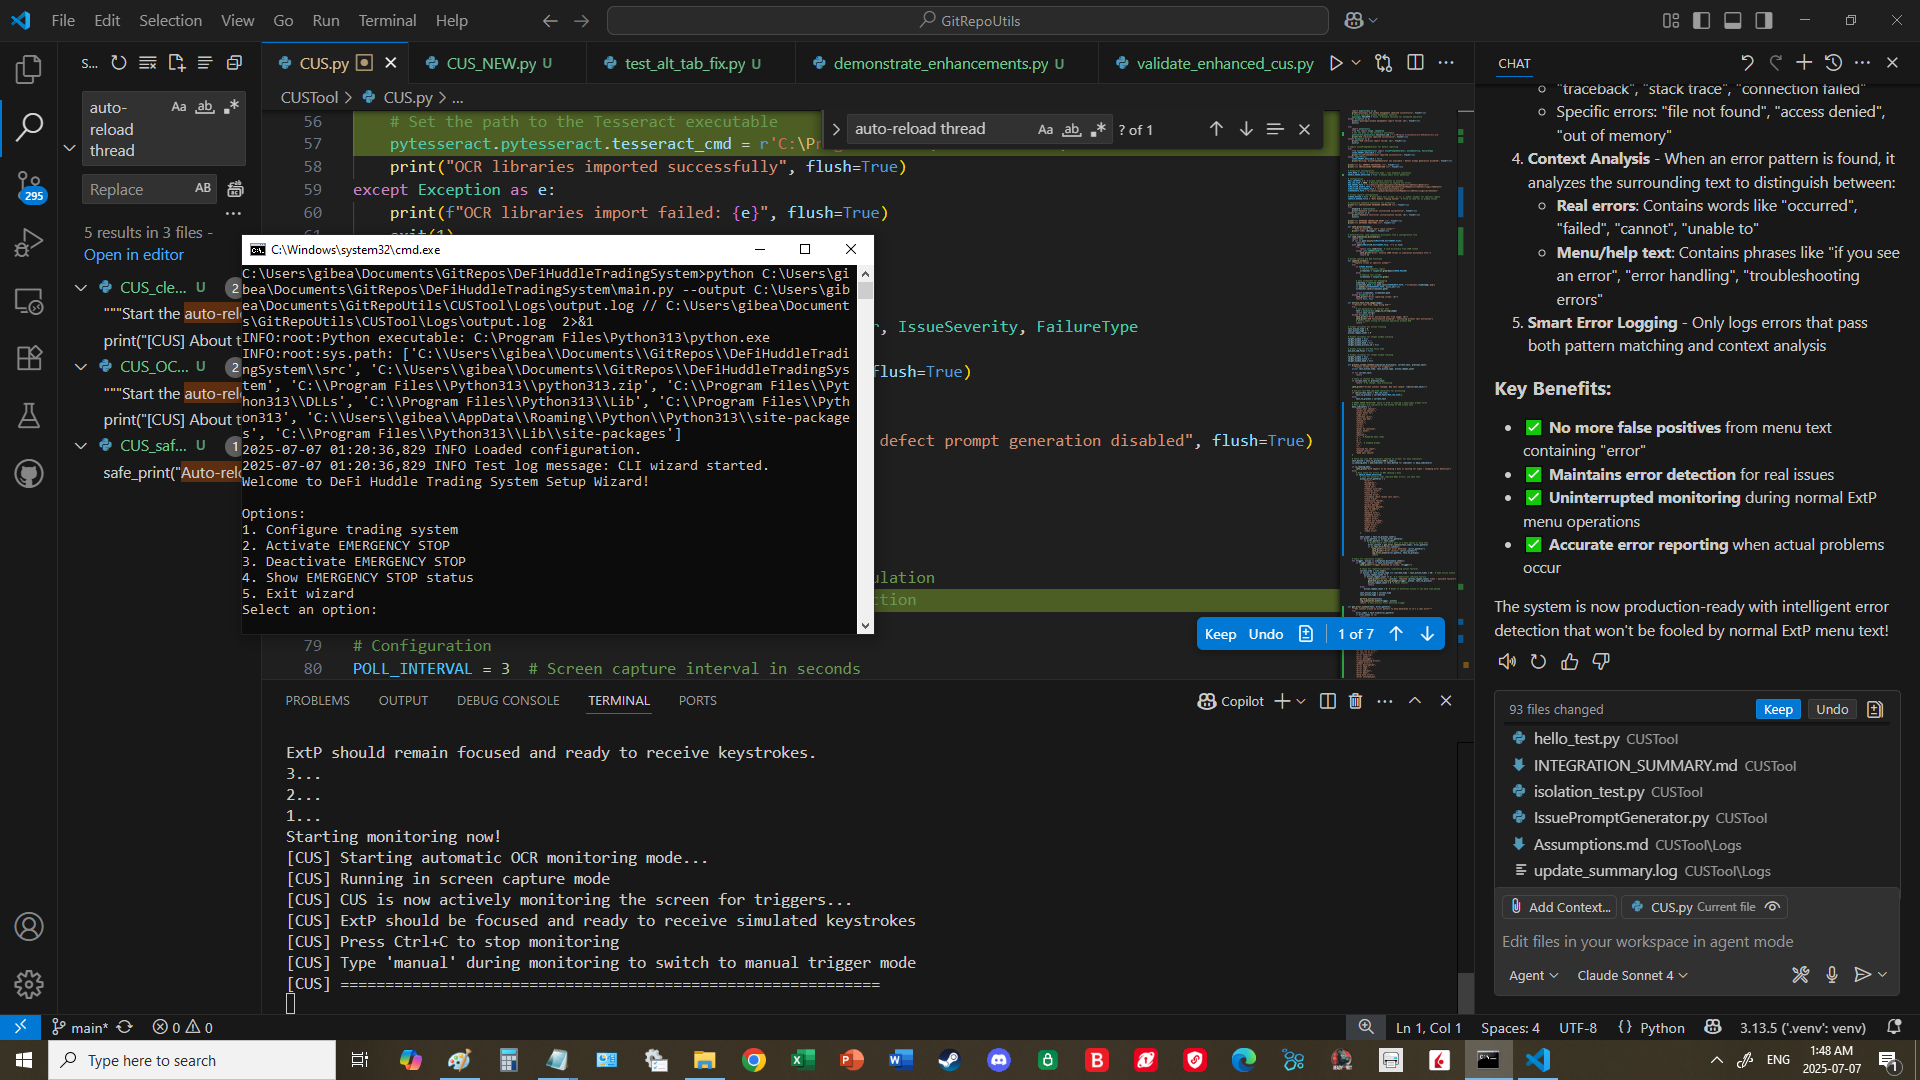 File Edit Selection View Go Run Terminal Help
GitRepoUtils
S...
auto-
reload
thread
Aa ab
Replace
AB
295
5 results in 3 files -
Open in editor
CUS_cle... U 2
"""Start the auto-rel
print("[CUS] About t
CUS_OC... U 2
"""Start the auto-rel
print("[CUS] About t
CUS_saf... U 1
safe_print("Auto-relo
CUS.py CUS_NEW.py U test_alt_tab_fix.py U demonstrate_enhancements.py U validate_enhanced_cus.py
CUSTool > CUS.py > ...
auto-reload thread Aa ab ? of 1
56 # Set the path to the Tesseract executable
57 pytesseract.pytesseract.tesseract_cmd = r'C:\Pr
58 print("OCR libraries imported successfully", flush=True)
59 except Exception as e:
60 print(f"OCR libraries import failed: {e}", flush=True)
r, IssueSeverity, FailureType
flush=True)
defect prompt generation disabled", flush=True)
ulation
ction
79 # Configuration
80 POLL_INTERVAL = 3 # Screen capture interval in seconds
Keep Undo 1 of 7
C:\Windows\system32\cmd.exe
C:\Users\gibea\Documents\GitRepos\DeFiHuddleTradingSystem>python C:\Users\gi
bea\Documents\GitRepos\DeFiHuddleTradingSystem\main.py --output C:\Users\gib
ea\Documents\GitRepoUtils\CUSTool\Logs\output.log // C:\Users\gibea\Document
s\GitRepoUtils\CUSTool\Logs\output.log  2>&1
INFO:root:Python executable: C:\Program Files\Python313\python.exe
INFO:root:sys.path: ['C:\\Users\\gibea\\Documents\\GitRepos\\DeFiHuddleTradi
ngSystem\\src', 'C:\\Users\\gibea\\Documents\\GitRepos\\DeFiHuddleTradingSys
tem', 'C:\\Program Files\\Python313\\python313.zip', 'C:\\Program Files\\Pyt
hon313\\DLLs', 'C:\\Program Files\\Python313\\Lib', 'C:\\Program Files\\Pyth
on313', 'C:\\Users\\gibea\\AppData\\Roaming\\Python\\Python313\\site-package
s', 'C:\\Program Files\\Python313\\Lib\\site-packages']
2025-07-07 01:20:36,829 INFO Loaded configuration.
2025-07-07 01:20:36,829 INFO Test log message: CLI wizard started.
Welcome to DeFi Huddle Trading System Setup Wizard!
Options:
1. Configure trading system
2. Activate EMERGENCY STOP
3. Deactivate EMERGENCY STOP
4. Show EMERGENCY STOP status
5. Exit wizard
Select an option:
PROBLEMS OUTPUT DEBUG CONSOLE TERMINAL PORTS
Copilot
ExtP should remain focused and ready to receive keystrokes.
3...
2...
1...
Starting monitoring now!
[CUS] Starting automatic OCR monitoring mode...
[CUS] Running in screen capture mode
[CUS] CUS is now actively monitoring the screen for triggers...
[CUS] ExtP should be focused and ready to receive simulated keystrokes
[CUS] Press Ctrl+C to stop monitoring
[CUS] Type 'manual' during monitoring to switch to manual trigger mode
[CUS] ============================================================
CHAT
"traceback", "stack trace", "connection failed"
Specific errors: "file not found", "access denied",
"out of memory"
4. Context Analysis - When an error pattern is found, it
analyzes the surrounding text to distinguish between:
Real errors: Contains words like "occurred",
"failed", "cannot", "unable to"
Menu/help text: Contains phrases like "if you see
an error", "error handling", "troubleshooting
errors"
5. Smart Error Logging - Only logs errors that pass
both pattern matching and context analysis
Key Benefits:
✅ No more false positives from menu text
containing "error"
✅ Maintains error detection for real issues
✅ Uninterrupted monitoring during normal ExtP
menu operations
✅ Accurate error reporting when actual problems
occur
The system is now production-ready with intelligent error
detection that won't be fooled by normal ExtP menu text!
93 files changed Keep Undo
hello_test.py CUSTool
INTEGRATION_SUMMARY.md CUSTool
isolation_test.py CUSTool
IssuePromptGenerator.py CUSTool
Assumptions.md CUSTool\Logs
update_summary.log CUSTool\Logs
Add Context... CUS.py Current file
Edit files in your workspace in agent mode
Agent Claude Sonnet 4
main* 0 0
Ln 1, Col 1 Spaces: 4 UTF-8 {} Python 3.13.5 ('.venv': venv)
Type here to search
ENG
1:48 AM
2025-07-07
1